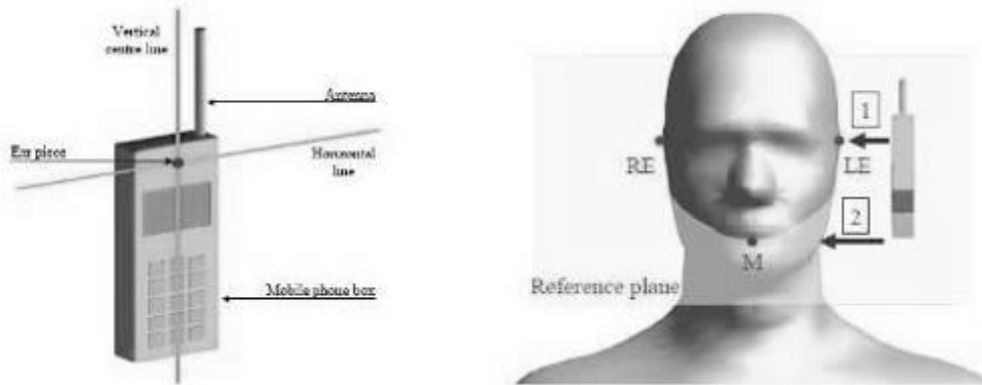 Vertical
centre line
Antenna
Ear piece
Horizontal
line
Mobile phone box
1
RE
LE
2
M
Reference plane